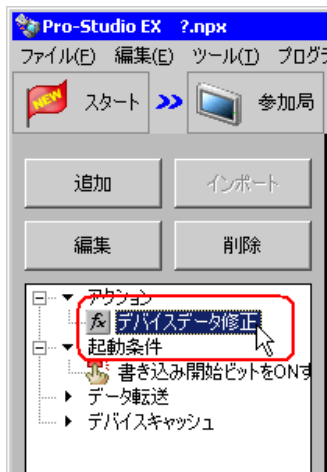 Pro-Studio EX ?.npx
ファイル(F) 編集(E) ツール(T) プログ
NEW スタート >> 参加局
追加 インポート
編集 削除
アクション
fx デバイスデータ修正
起動条件
書き込み開始ビットをONす
データ転送
デバイスキャッシュ